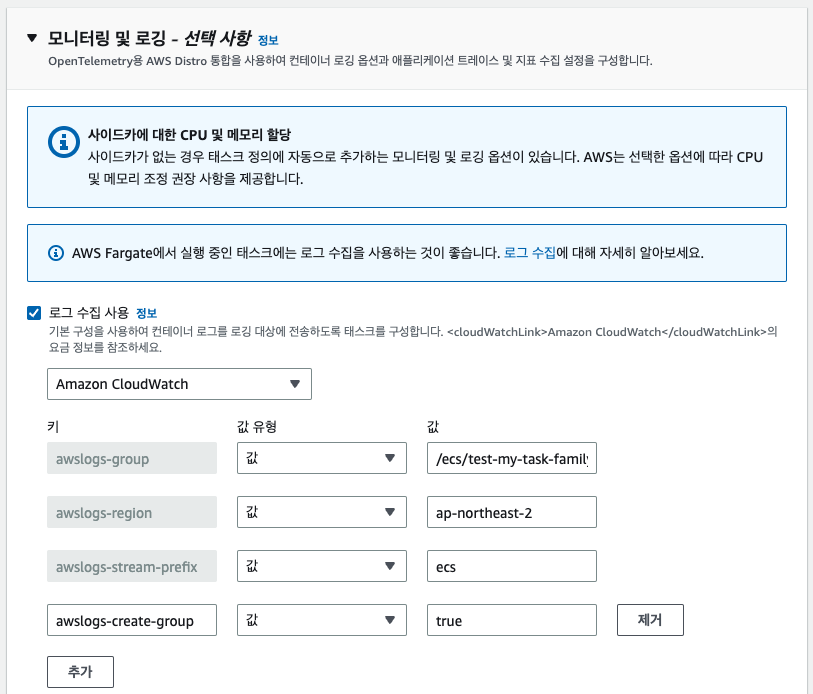 모니터링 및 로깅 - 선택 사항 정보
OpenTelemetry용 AWS Distro 통합을 사용하여 컨테이너 로깅 옵션과 애플리케이션 트레이스 및 지표 수집 설정을 구성합니다.
사이드카에 대한 CPU 및 메모리 할당
사이드카가 없는 경우 태스크 정의에 자동으로 추가하는 모니터링 및 로깅 옵션이 있습니다. AWS는 선택한 옵션에 따라 CPU
및 메모리 조정 권장 사항을 제공합니다.
AWS Fargate에서 실행 중인 태스크에는 로그 수집을 사용하는 것이 좋습니다. 로그 수집에 대해 자세히 알아보세요.
로그 수집 사용 정보
기본 구성을 사용하여 컨테이너 로그를 로깅 대상에 전송하도록 태스크를 구성합니다. <cloudWatchLink>Amazon CloudWatch</cloudWatchLink>의
요금 정보를 참조하세요.
Amazon CloudWatch
키 값 유형 값
awslogs-group 값 /ecs/test-my-task-family
awslogs-region 값 ap-northeast-2
awslogs-stream-prefix 값 ecs
awslogs-create-group 값 true 제거
추가